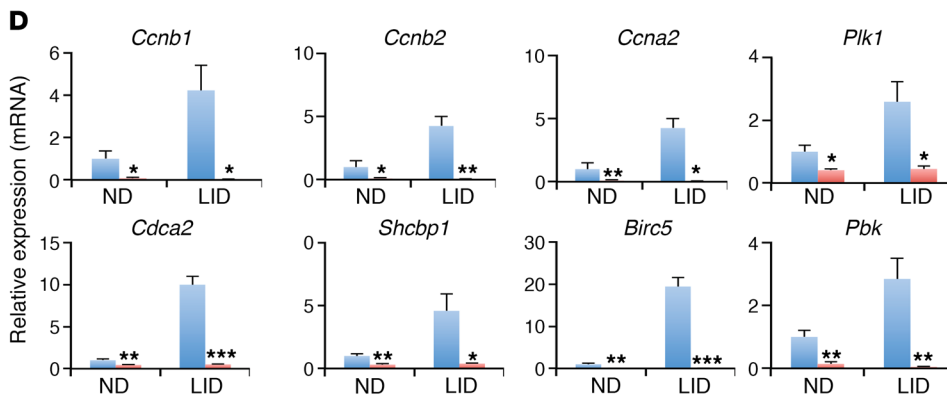 D
Relative expression (mRNA)
Ccnb1
6
4
2
0
*
*
ND
LID
Ccnb2
10
5
0
*
**
ND
LID
Ccna2
10
5
0
**
*
ND
LID
Plk1
4
2
0
*
*
ND
LID
Cdca2
15
10
5
0
**
***
ND
LID
Shcbp1
0
5
0
**
*
ND
LID
Birc5
30
20
10
0
**
***
ND
LID
Pbk
4
2
0
**
**
ND
LID